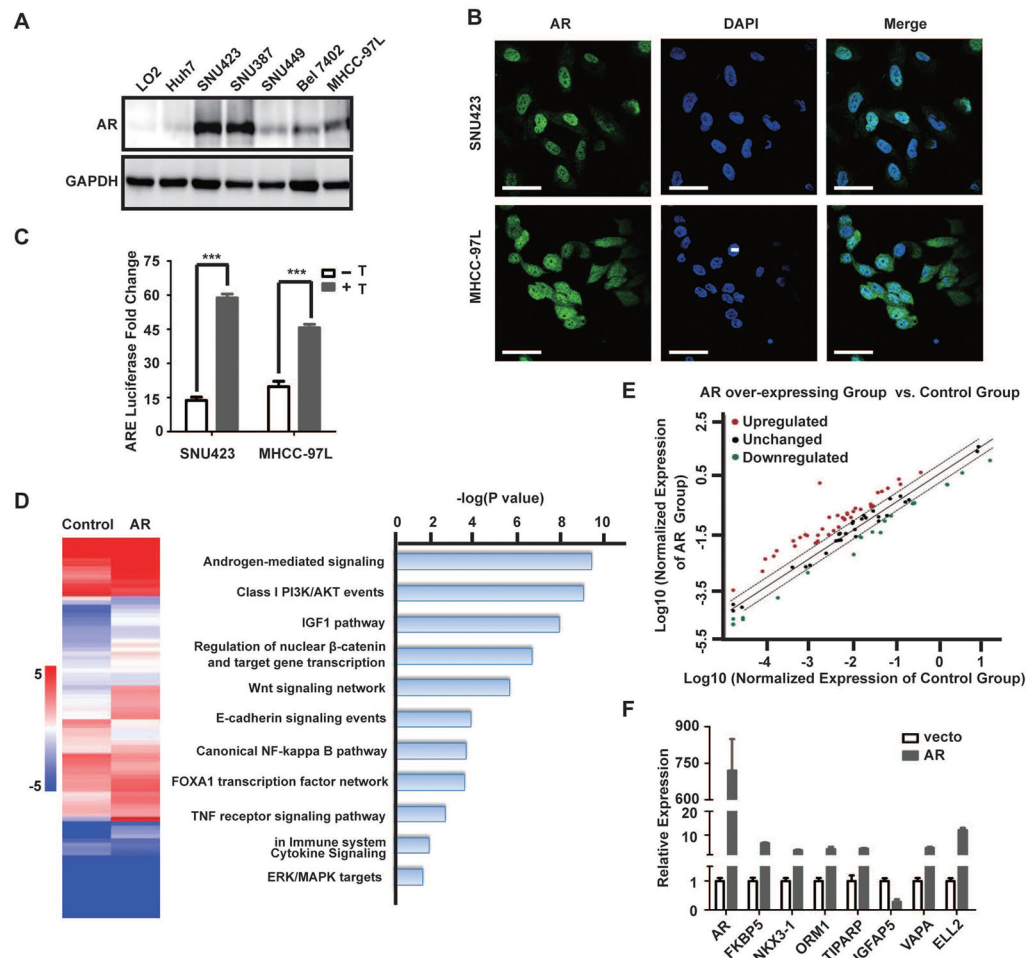 A
LO2
Huh7
SNU423
SNU387
SNU449
Bel 7402
MHCC-97L
AR
GAPDH
B
AR
DAPI
Merge
SNU423
MHCC-97L
C
ARE Luciferase Fold Change
75
60
45
30
15
0
***
***
− T
+ T
SNU423
MHCC-97L
D
Control
AR
5
-5
-log(P value)
0
2
4
6
8
10
Androgen-mediated signaling
Class I PI3K/AKT events
IGF1 pathway
Regulation of nuclear β-catenin
and target gene transcription
Wnt signaling network
E-cadherin signaling events
Canonical NF-kappa B pathway
FOXA1 transcription factor network
TNF receptor signaling pathway
in Immune system
Cytokine Signaling
ERK/MAPK targets
E
AR over-expressing Group vs. Control Group
Upregulated
Unchanged
Downregulated
Log10 (Normalized Expression
of AR Group)
2.5
0.5
-1.5
-3.5
-5.5
-4
-3
-2
-1
0
1
Log10 (Normalized Expression of Control Group)
F
Relative Expression
900
750
600
20
10
1
0
vecto
AR
AR
FKBP5
NKX3-1
ORM1
TIPARP
IGFAP5
VAPA
ELL2